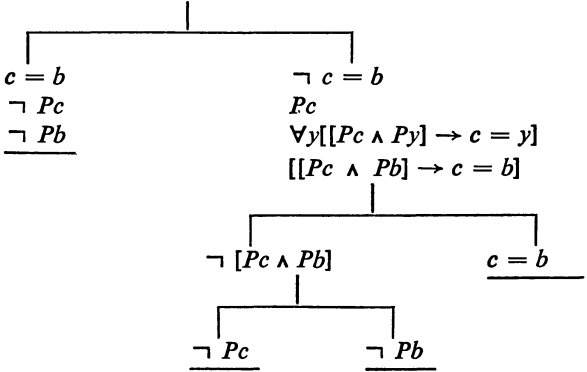 c = b ¬ c = b
¬ Pc Pc
¬ Pb ∀y[[Pc ∧ Py] → c = y]
[[Pc ∧ Pb] → c = b]
¬ [Pc ∧ Pb] c = b
¬ Pc ¬ Pb